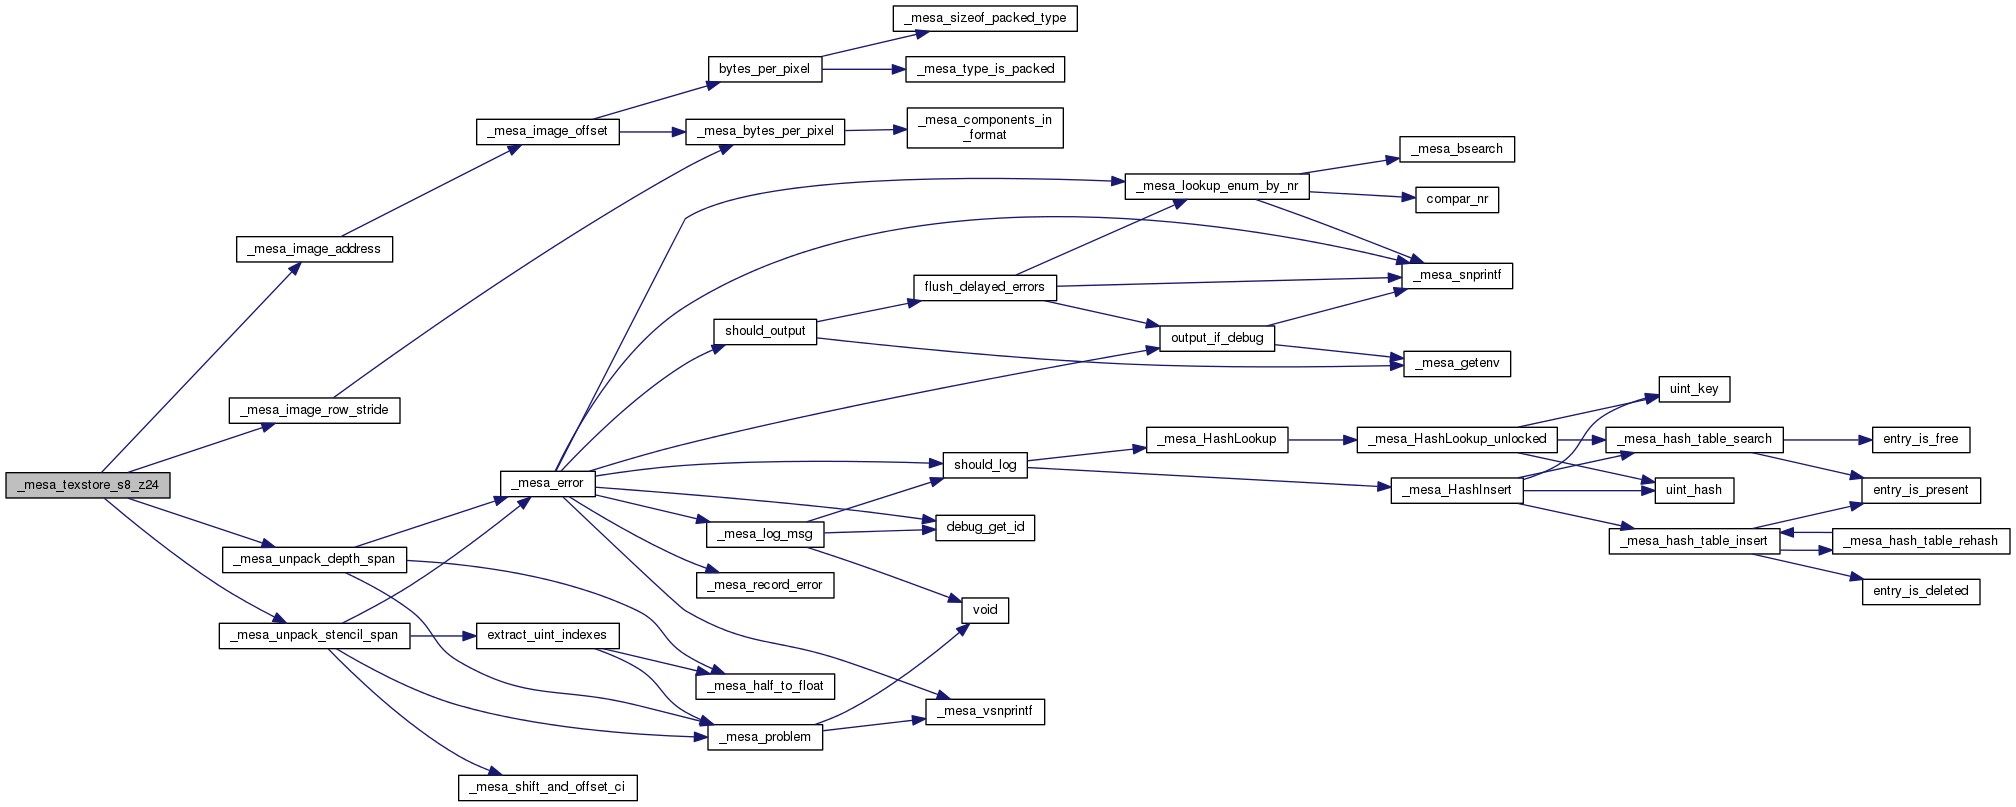 _mesa_sizeof_packed_type
bytes_per_pixel
_mesa_type_is_packed
_mesa_image_offset
_mesa_bytes_per_pixel
_mesa_components_in
_format
_mesa_bsearch
_mesa_lookup_enum_by_nr
compar_nr
_mesa_image_address
_mesa_snprintf
flush_delayed_errors
should_output
output_if_debug
_mesa_getenv
uint_key
_mesa_image_row_stride
_mesa_HashLookup
_mesa_HashLookup_unlocked
_mesa_hash_table_search
entry_is_free
should_log
_mesa_texstore_s8_z24
_mesa_error
_mesa_HashInsert
uint_hash
entry_is_present
_mesa_log_msg
debug_get_id
_mesa_hash_table_insert
_mesa_hash_table_rehash
_mesa_unpack_depth_span
_mesa_record_error
entry_is_deleted
void
_mesa_unpack_stencil_span
extract_uint_indexes
_mesa_half_to_float
_mesa_vsnprintf
_mesa_problem
_mesa_shift_and_offset_ci